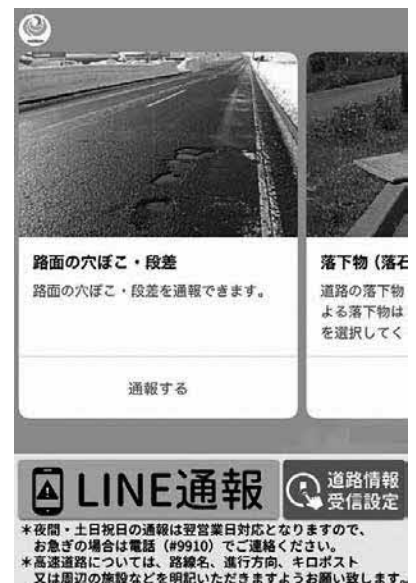 路面の穴ぼこ・段差
路面の穴ぼこ・段差を通報できます。
通報する
落下物（落石
道路の落下物
よる落下物は
を選択してく
LINE通報
道路情報
受信設定
＊夜間・土日祝日の通報は翌営業日対応となりますので、
お急ぎの場合は電話（#9910）でご連絡ください。
＊高速道路については、路線名、進行方向、キロポスト
又は周辺の施設などを明記いただきますようお願い致します。